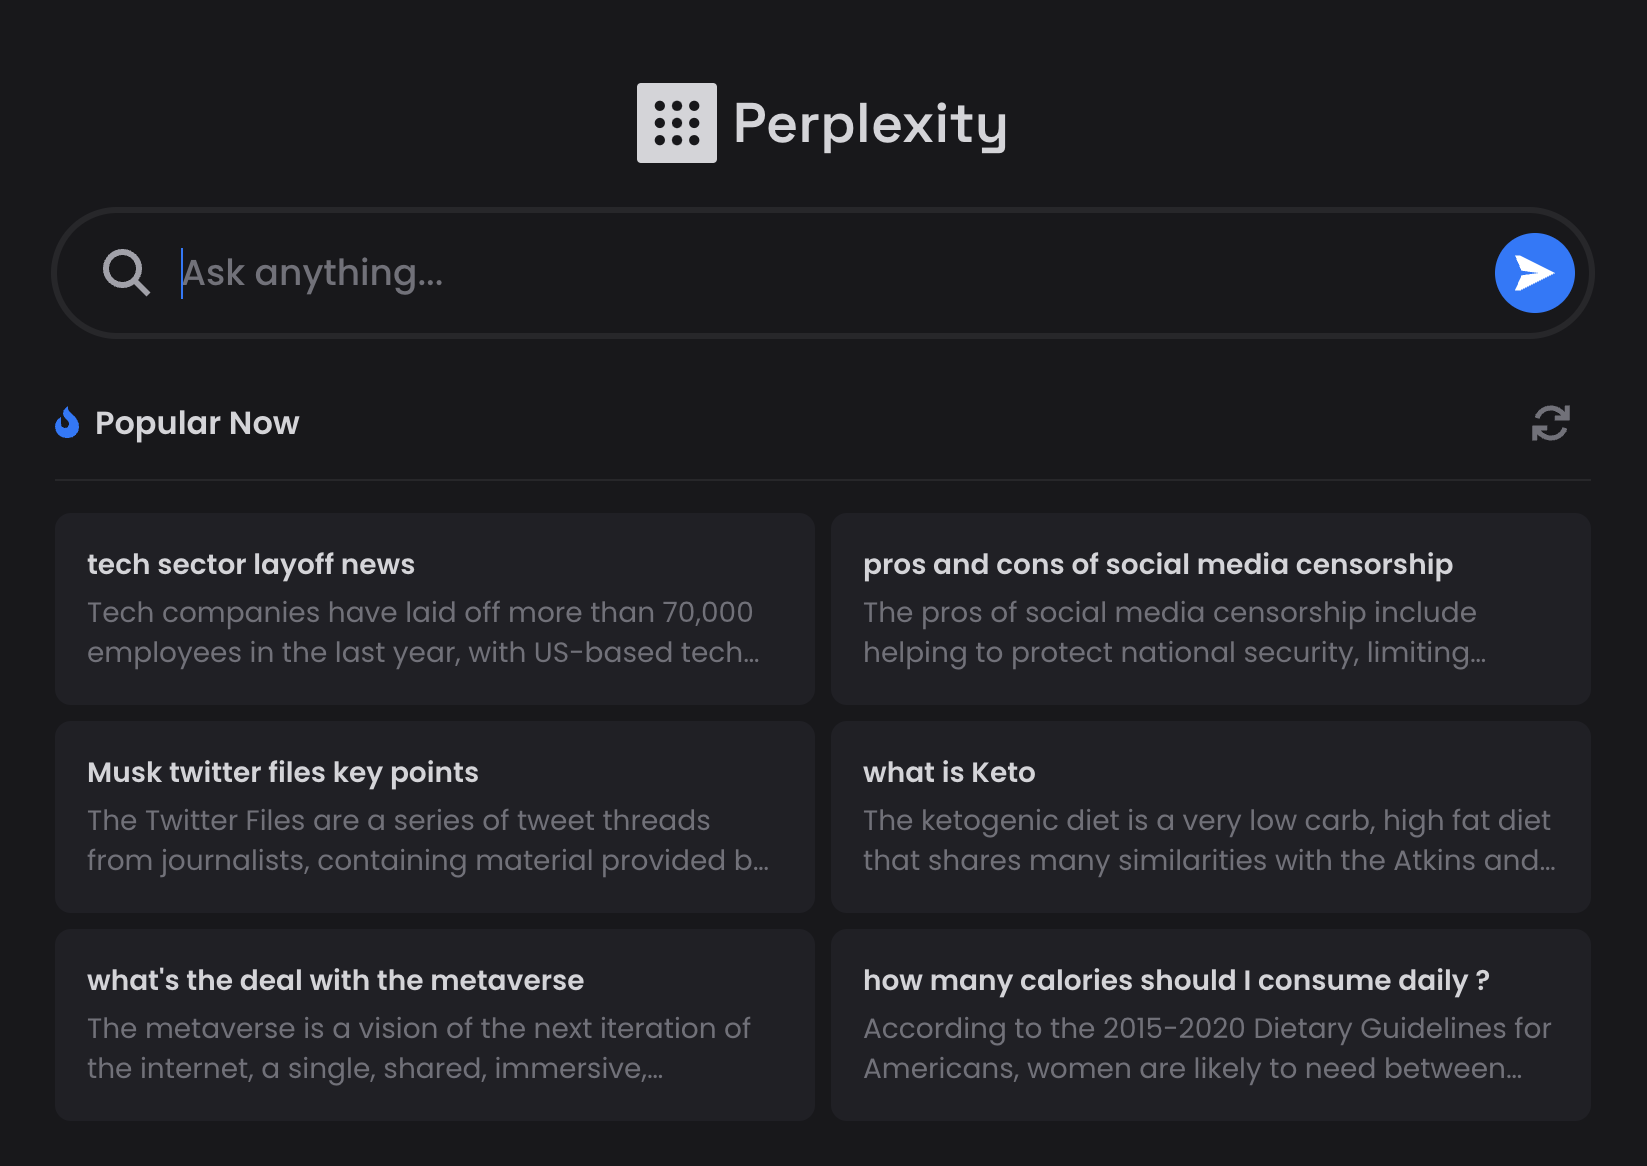 Perplexity
Ask anything...
Popular Now
tech sector layoff news
Tech companies have laid off more than 70,000
employees in the last year, with US-based tech...
pros and cons of social media censorship
The pros of social media censorship include
helping to protect national security, limiting...
Musk twitter files key points
The Twitter Files are a series of tweet threads
from journalists, containing material provided b...
what is Keto
The ketogenic diet is a very low carb, high fat diet
that shares many similarities with the Atkins and...
what's the deal with the metaverse
The metaverse is a vision of the next iteration of
the internet, a single, shared, immersive,...
how many calories should I consume daily ?
According to the 2015-2020 Dietary Guidelines for
Americans, women are likely to need between...